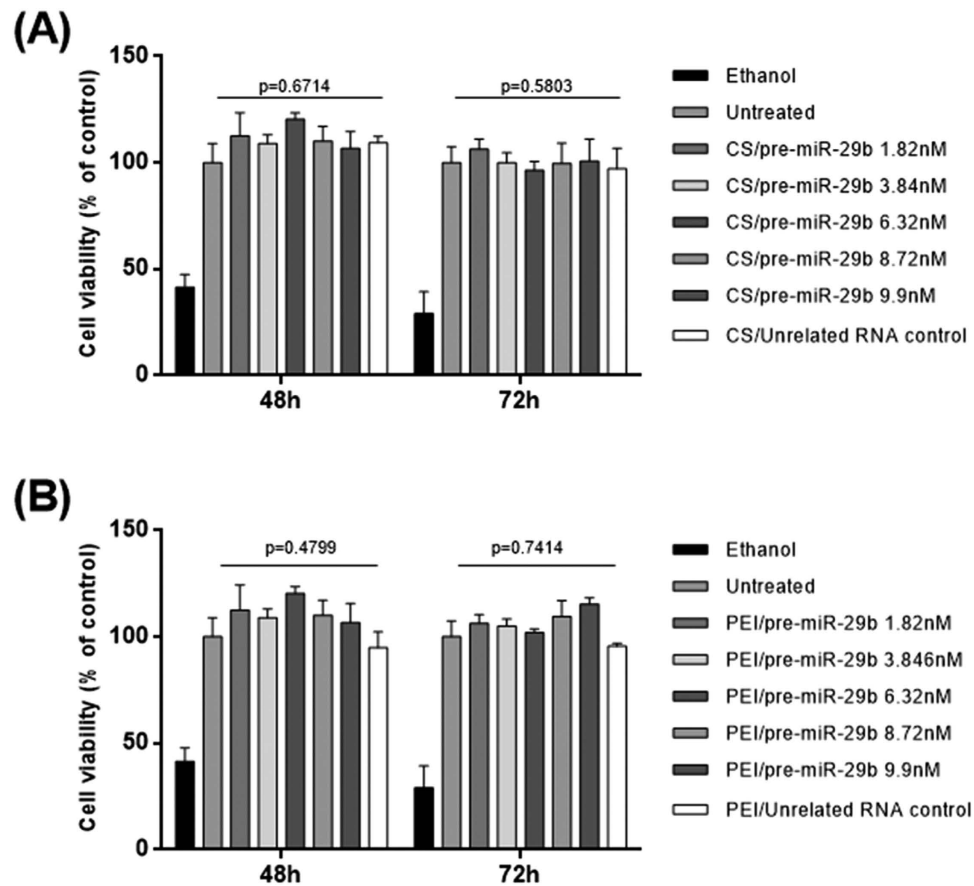 (A)
Cell viability (% of control)
150
100
50
0
p=0.6714
p=0.5803
48h
72h
Ethanol
Untreated
CS/pre-miR-29b 1.82nM
CS/pre-miR-29b 3.84nM
CS/pre-miR-29b 6.32nM
CS/pre-miR-29b 8.72nM
CS/pre-miR-29b 9.9nM
CS/Unrelated RNA control
(B)
Cell viability (% of control)
150
100
50
0
p=0.4799
p=0.7414
48h
72h
Ethanol
Untreated
PEI/pre-miR-29b 1.82nM
PEI/pre-miR-29b 3.846nM
PEI/pre-miR-29b 6.32nM
PEI/pre-miR-29b 8.72nM
PEI/pre-miR-29b 9.9nM
PEI/Unrelated RNA control